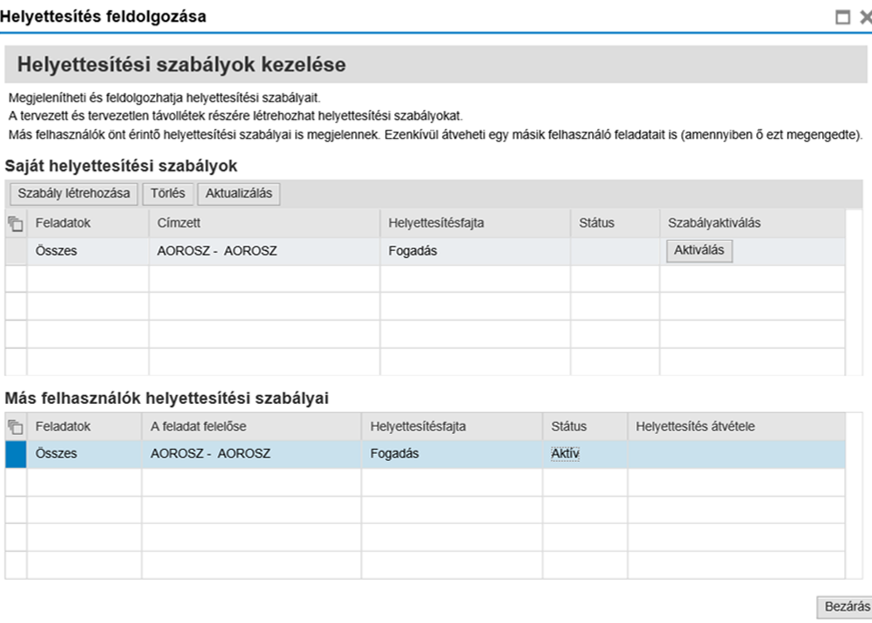 Helyettesítés feldolgozása
Helyettesítési szabályok kezelése
Megjelenítheti és feldolgozhatja helyettesítési szabályait.
A tervezett és tervezetlen távollétek részére létrehozhat helyettesítési szabályokat.
Más felhasználók önt érintő helyettesítési szabályai is megjelennek. Ezenkívül átveheti egy másik felhasználó feladatait is (amennyiben ő ezt megengedte).
Saját helyettesítési szabályok
Szabály létrehozása Törlés Aktualizálás
Feladatok Címzett Helyettesítésfajta Státus Szabályaktiválás
Összes AOROSZ - AOROSZ Fogadás Aktiválás
Más felhasználók helyettesítési szabályai
Feladatok A feladat felelőse Helyettesítésfajta Státus Helyettesítés átvétele
Összes AOROSZ - AOROSZ Fogadás Aktív
Bezárás